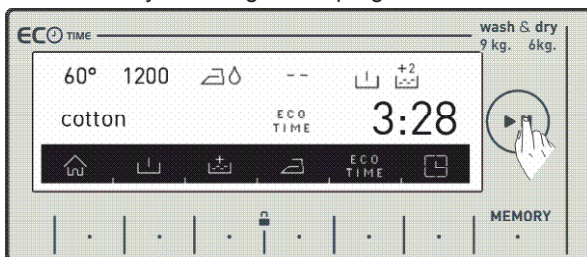 ECO TIME
wash & dry
9 kg. 6kg.
60° 1200 -- +2
cotton ECO TIME 3:28
ECO TIME
MEMORY